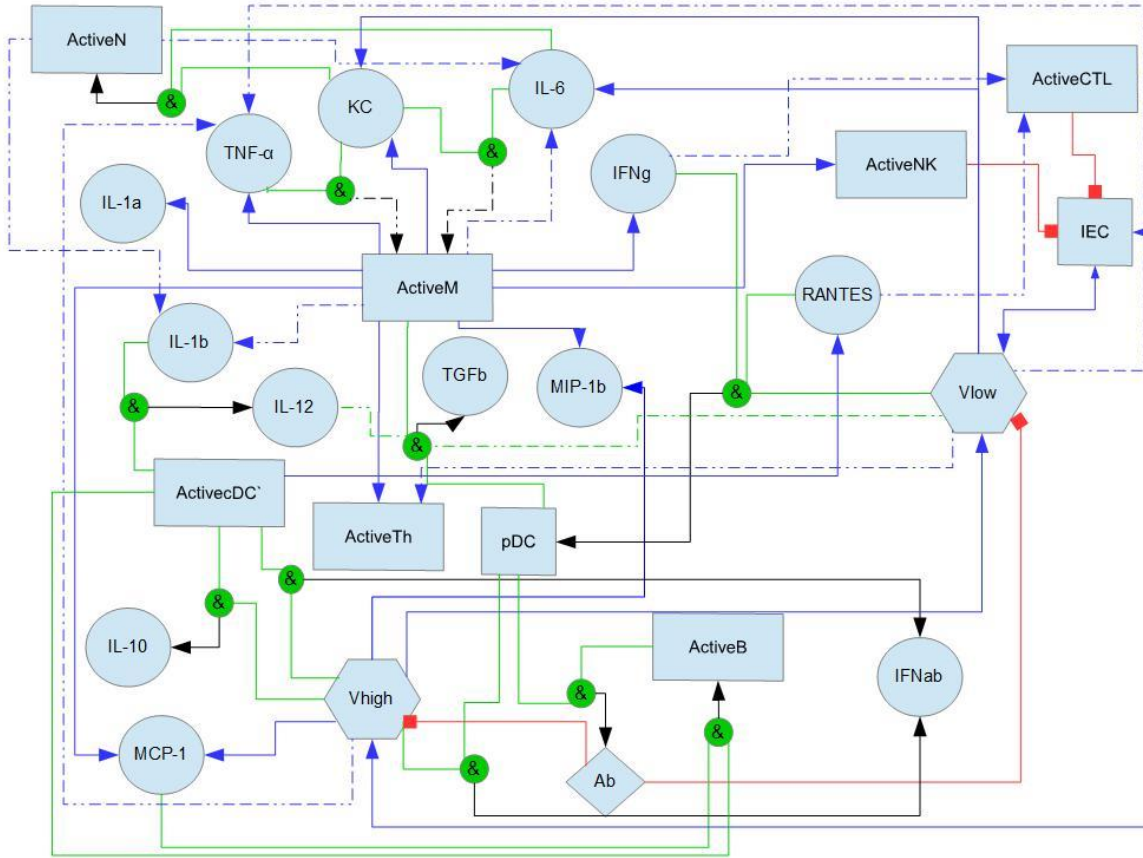 ActiveN
KC
IL-6
ActiveCTL
&
TNF-α
&
ActiveNK
IFNg
&
IL-1a
IEC
ActiveM
RANTES
IL-1b
TGFb
MIP-1b
Vlow
&
IL-12
&
&
ActivecDC`
ActiveTh
pDC
&
&
IL-10
ActiveB
IFNab
Vhigh
&
MCP-1
&
&
Ab